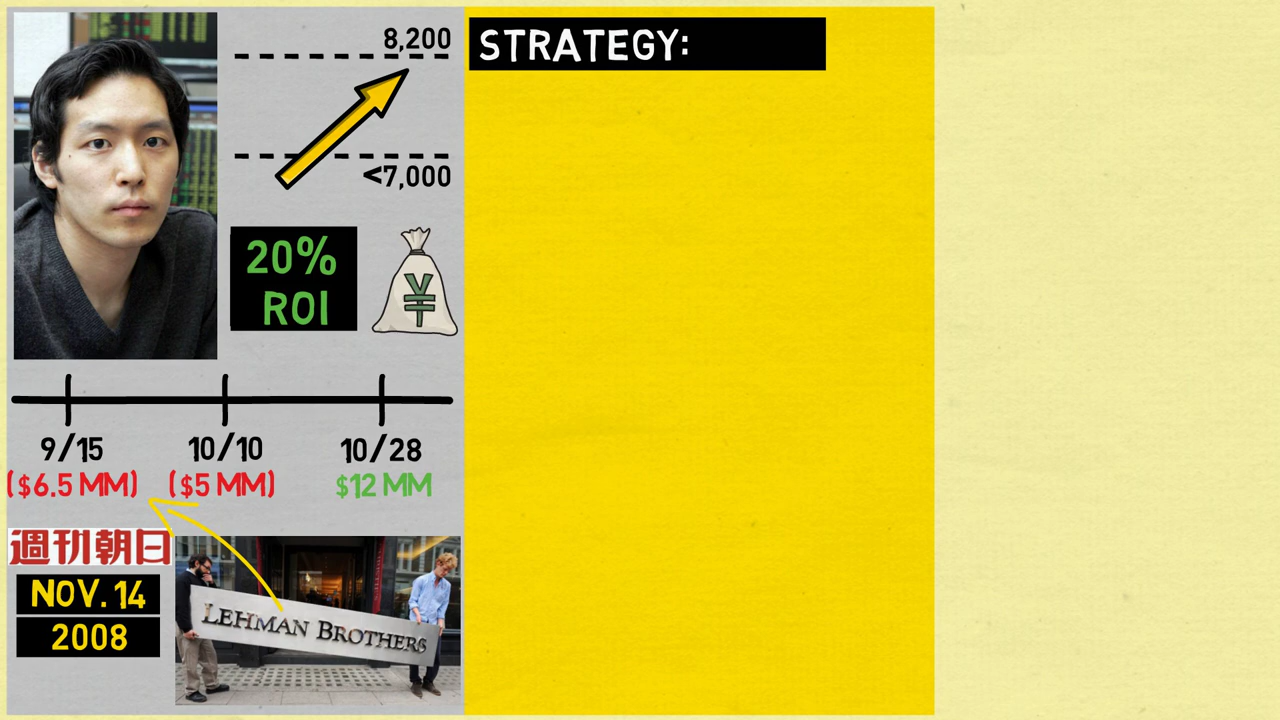 8,200
<7,000
20%
ROI
¥
9/15
10/10
10/28
($6.5 MM)
($5 MM)
$12 MM
週刊朝日
NOV. 14
2008
LEHMAN BROTHERS
STRATEGY: